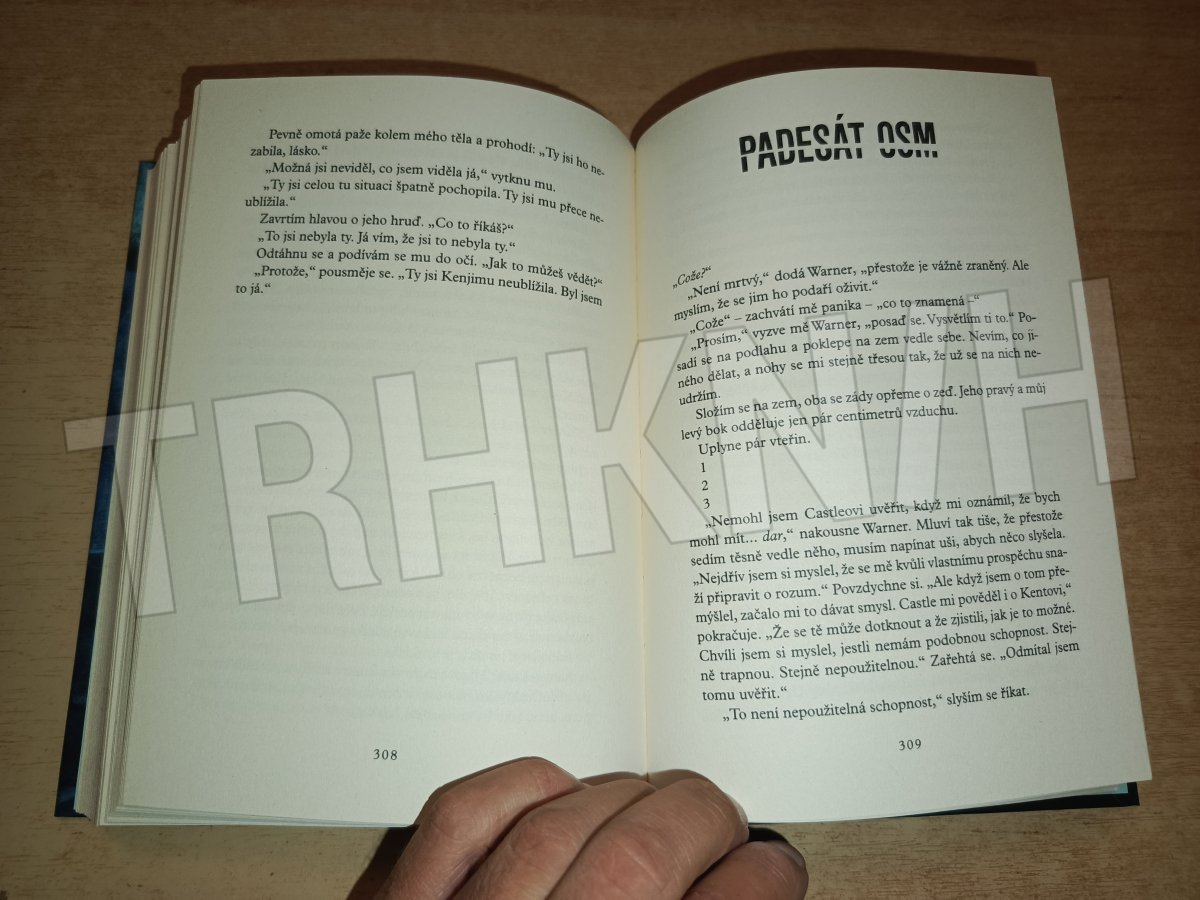 Pevně omotá paže kolem mého těla a prohodí: „Ty jsi ho ne-
zabila, lásko.“
„Možná jsi neviděl, co jsem viděla já,“ vytknu mu.
„Ty jsi celou tu situaci špatně pochopila. Ty jsi mu přece ne-
ublížila.“
Zavrtím hlavou o jeho hruď. „Co to říkáš?“
„To jsi nebyla ty. Já vím, že jsi to nebyla ty.“
Odtáhnu se a podívám se mu do očí. „Jak to můžeš vědět?“
„Protože,“ pousměje se. „Ty jsi Kenjimu neublížila. Byl jsem
to já.“
308
PADESÁT OSM
„Cože?“
„Není mrtvý,“ dodá Warner, „přestože je vážně zraněný. Ale
myslím, že se jim ho podaří oživit.“
„Cože“ – zachvátí mě panika – „co to znamená –“
„Prosím,“ vyzve mě Warner, „posaď se. Vysvětlím ti to.“ Po-
sadí se na podlahu a poklepe na zem vedle sebe. Nevím, co ji-
ného dělat, a nohy se mi stejně třesou tak, že už se na nich ne-
udržím.
Složím se na zem, oba se zády opřeme o zeď. Jeho pravý a můj
levý bok odděluje jen pár centimetrů vzduchu.
Uplyne pár vteřin.
1
2
3
„Nemohl jsem Castleovi uvěřit, když mi oznámil, že bych
mohl mít… dar,“ nakousne Warner. Mluví tak tiše, že přestože
sedím těsně vedle něho, musím napínat uši, abych něco slyšela.
„Nejdřív jsem si myslel, že se mě kvůli vlastnímu prospěchu sna-
ží připravit o rozum.“ Povzdychne si. „Ale když jsem o tom pře-
mýšlel, začalo mi to dávat smysl. Castle mi pověděl i o Kentovi,“
pokračuje. „Že se tě může dotknout a že zjistili, jak je to možné.
Chvíli jsem si myslel, jestli nemám podobnou schopnost. Stej-
ně trapnou. Stejně nepoužitelnou.“ Zařehtá se. „Odmítal jsem
tomu uvěřit.“
„To není nepoužitelná schopnost,“ slyším se říkat.
309
TRHKNIH